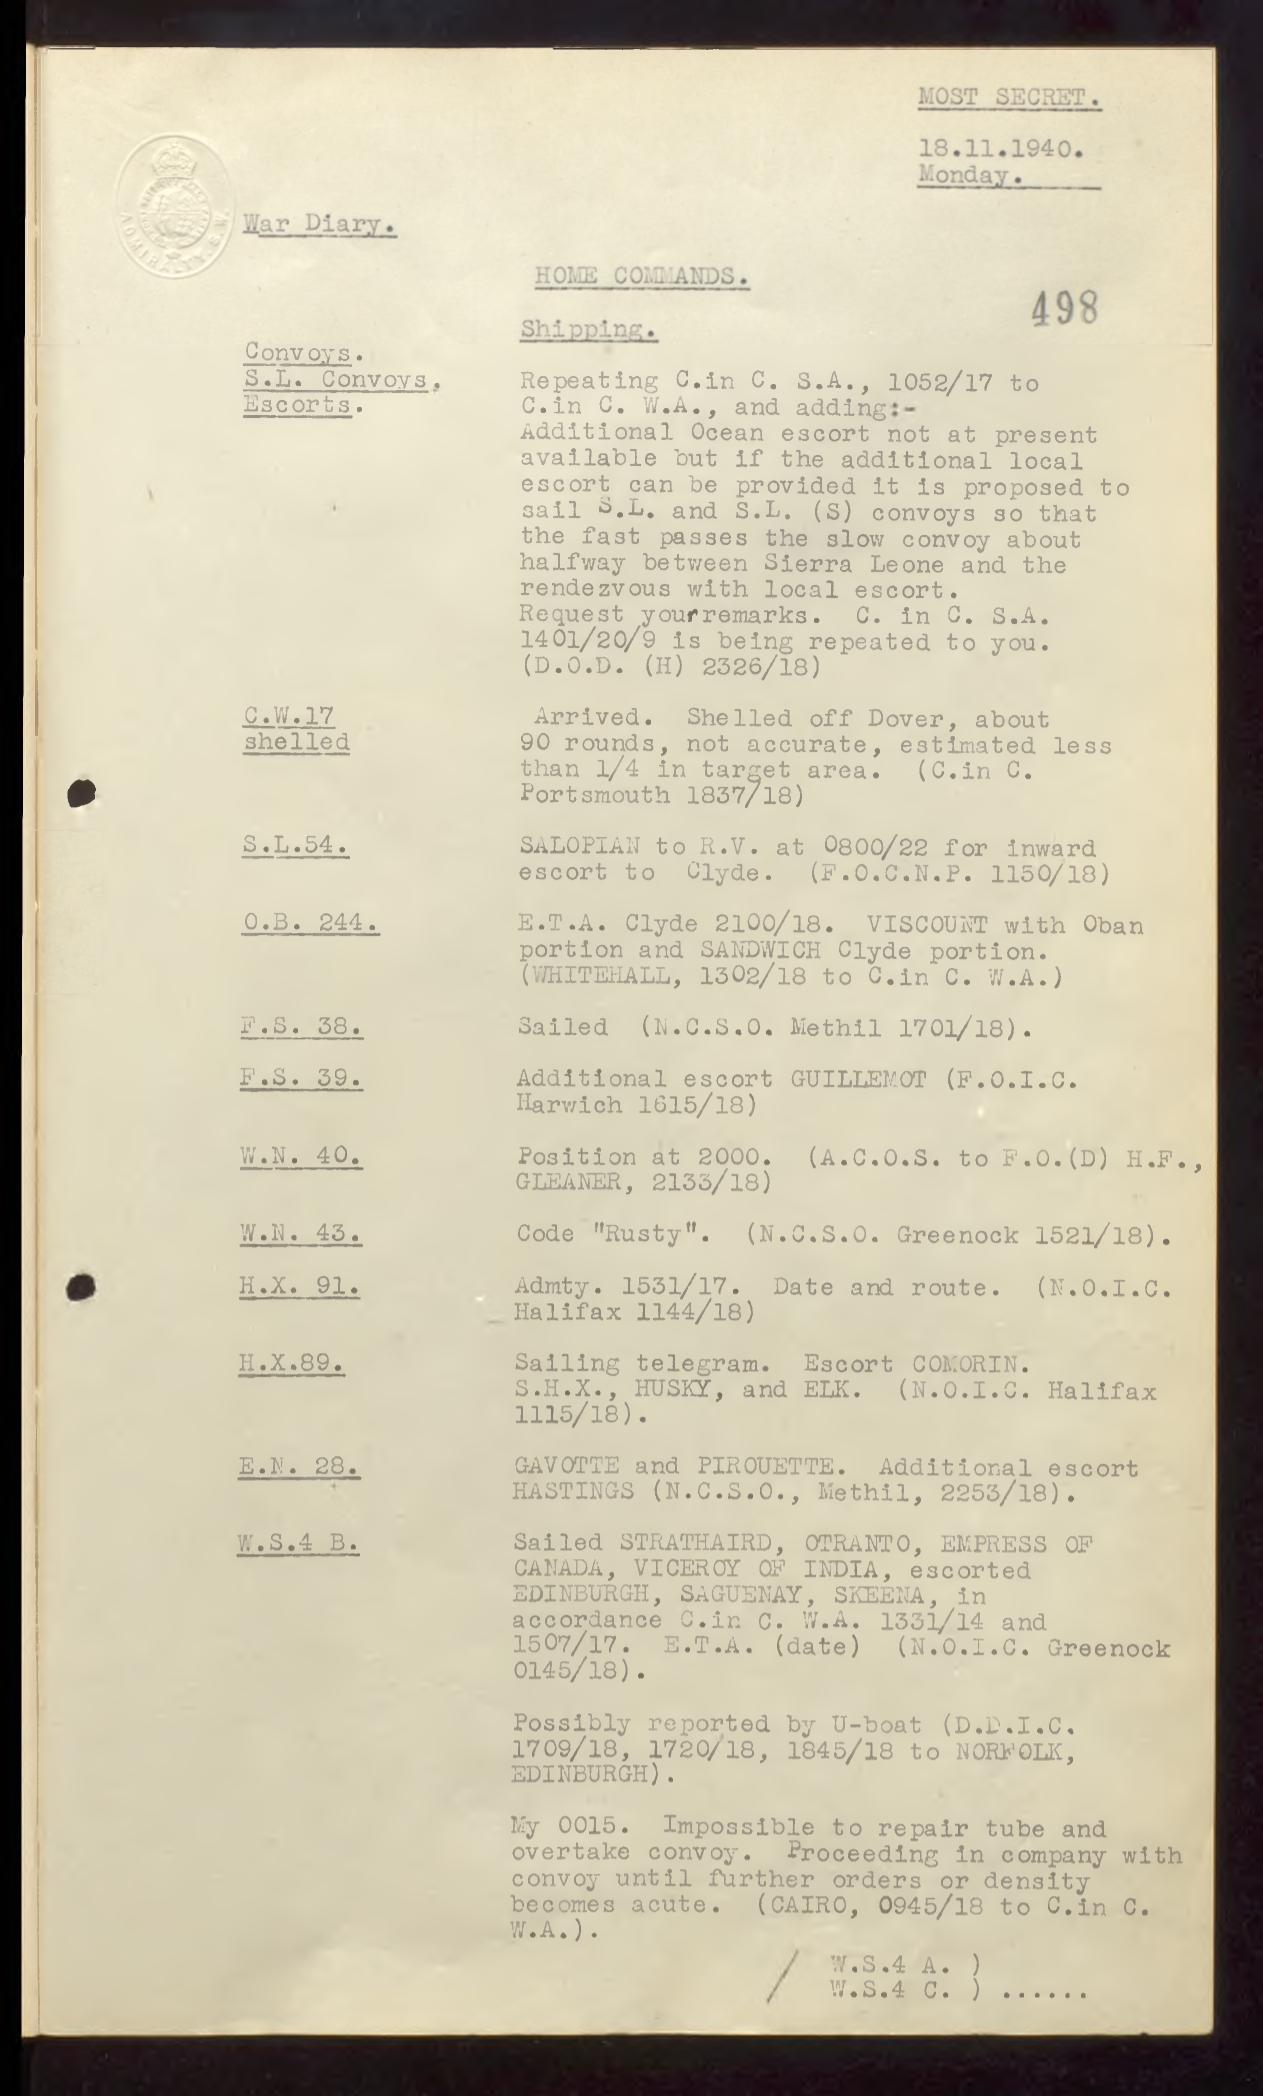 MOST SECRET.
18.11.1940.
Monday.
ADMIRALTY. S.W.
War Diary.
HOME COMMANDS.
498
Shipping.
Convoys.
S.L. Convoys,
Escorts.
Repeating C.in C. S.A., 1052/17 to
C.in C. W.A., and adding:-
Additional Ocean escort not at present
available but if the additional local
escort can be provided it is proposed to
sail S.L. and S.L. (S) convoys so that
the fast passes the slow convoy about
halfway between Sierra Leone and the
rendezvous with local escort.
Request yourremarks. C. in C. S.A.
1401/20/9 is being repeated to you.
(D.O.D. (H) 2326/18)
C.W.17
shelled
Arrived. Shelled off Dover, about
90 rounds, not accurate, estimated less
than 1/4 in target area. (C.in C.
Portsmouth 1837/18)
S.L.54.
SALOPIAN to R.V. at 0800/22 for inward
escort to Clyde. (F.O.C.N.P. 1150/18)
O.B. 244.
E.T.A. Clyde 2100/18. VISCOUNT with Oban
portion and SANDWICH Clyde portion.
(WHITEHALL, 1302/18 to C.in C. W.A.)
F.S. 38.
Sailed (N.C.S.O. Methil 1701/18).
F.S. 39.
Additional escort GUILLEMOT (F.O.I.C.
Harwich 1615/18)
W.N. 40.
Position at 2000. (A.C.O.S. to F.O.(D) H.F.,
GLEANER, 2133/18)
W.N. 43.
Code "Rusty". (N.C.S.O. Greenock 1521/18).
H.X. 91.
Admty. 1531/17. Date and route. (N.O.I.C.
Halifax 1144/18)
H.X.89.
Sailing telegram. Escort COMORIN.
S.H.X., HUSKY, and ELK. (N.O.I.C. Halifax
1115/18).
E.N. 28.
GAVOTTE and PIROUETTE. Additional escort
HASTINGS (N.C.S.O., Methil, 2253/18).
W.S.4 B.
Sailed STRATHAIRD, OTRANTO, EMPRESS OF
CANADA, VICEROY OF INDIA, escorted
EDINBURGH, SAGUENAY, SKEENA, in
accordance C.in C. W.A. 1331/14 and
1507/17. E.T.A. (date) (N.O.I.C. Greenock
0145/18).
Possibly reported by U-boat (D.D.I.C.
1709/18, 1720/18, 1845/18 to NORFOLK,
EDINBURGH).
My 0015. Impossible to repair tube and
overtake convoy. Proceeding in company with
convoy until further orders or density
becomes acute. (CAIRO, 0945/18 to C.in C.
W.A.).
/ W.S.4 A. )
W.S.4 C. ) ......